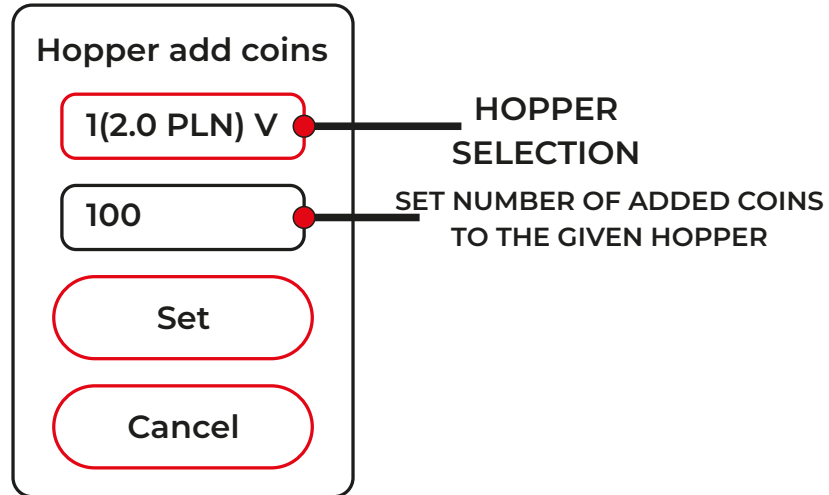 Hopper add coins
1(2.0 PLN) V
HOPPER
SELECTION
100
SET NUMBER OF ADDED COINS
TO THE GIVEN HOPPER
Set
Cancel